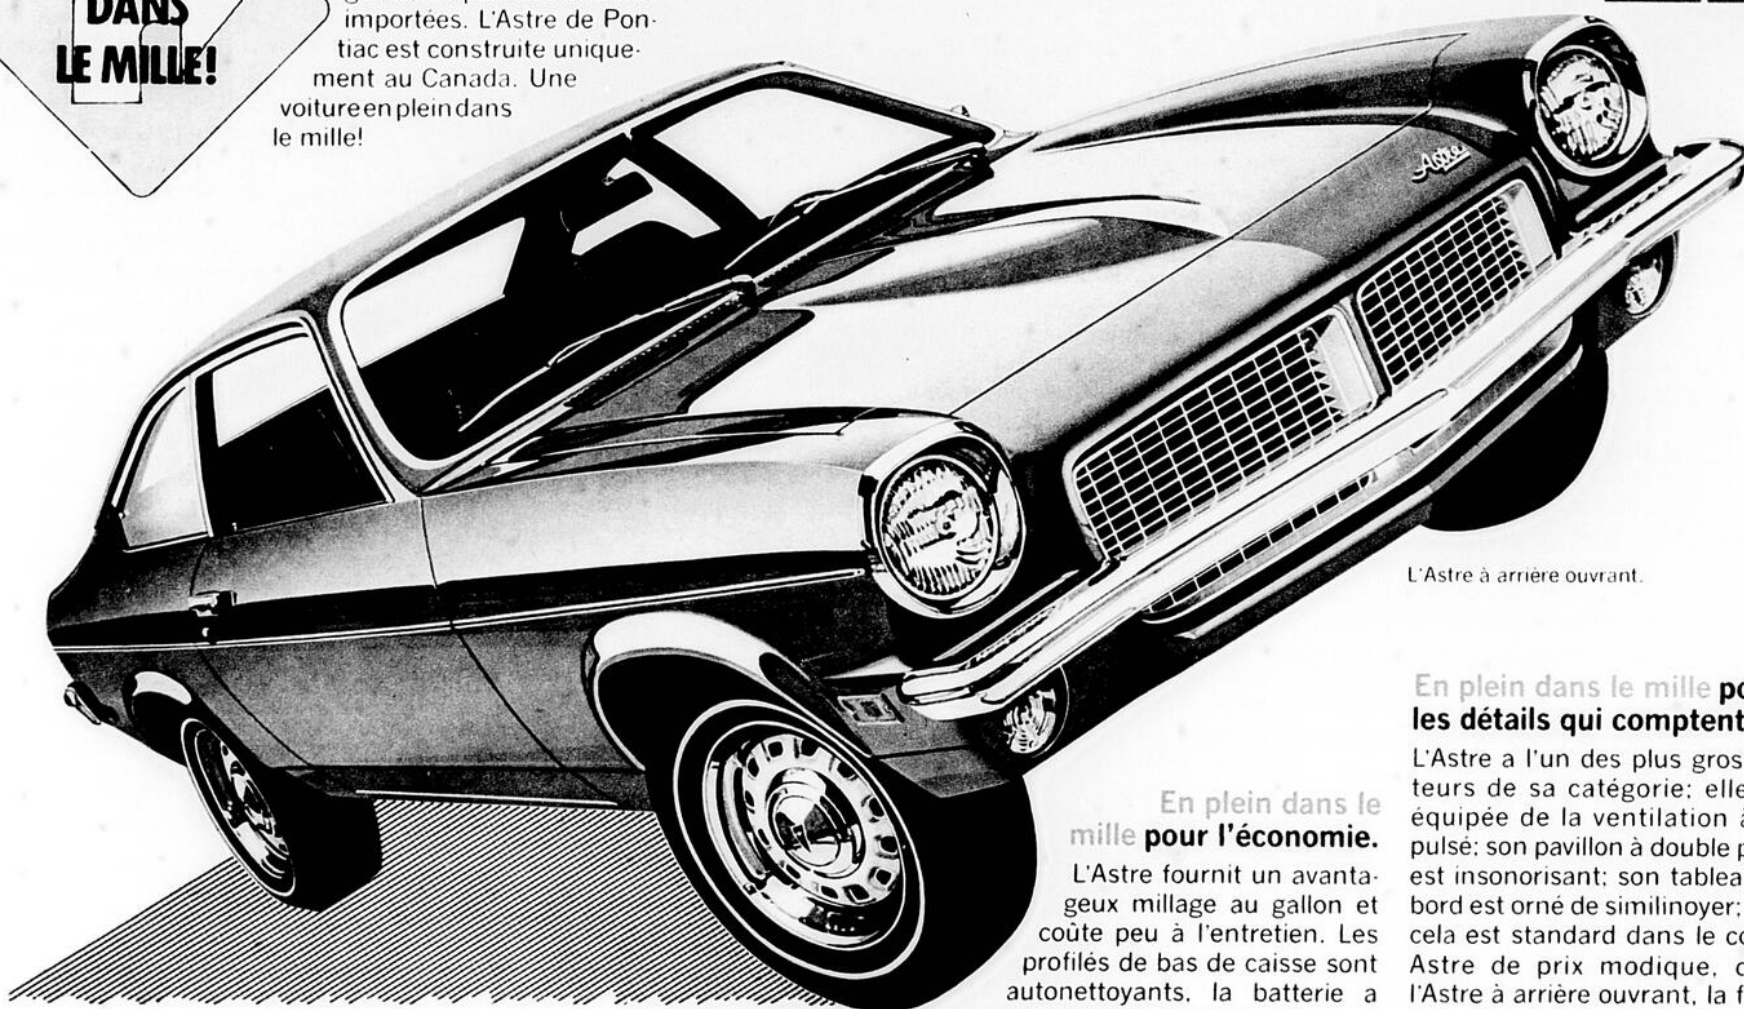 DANS
LE MILLE!
importées. L'Astre de Pon-
tiac est construite unique-
ment au Canada. Une
voiture en plein dans
le mille!
Astre
L'Astre à arrière ouvrant.
En plein dans le
mille pour l'économie.
L'Astre fournit un avanta-
geux millage au gallon et
coûte peu à l'entretien. Les
profilés de bas de caisse sont
autonettoyants, la batterie a
En plein dans le mille
les détails qui comptent
L'Astre a l'un des plus gros
teurs de sa catégorie; elle
équipée de la ventilation à
pulsé; son pavillon à double
est insonorisant; son
bord est orné de similinoyer;
cela est standard dans le
Astre de prix modique,
l'Astre à arrière ouvrant, la